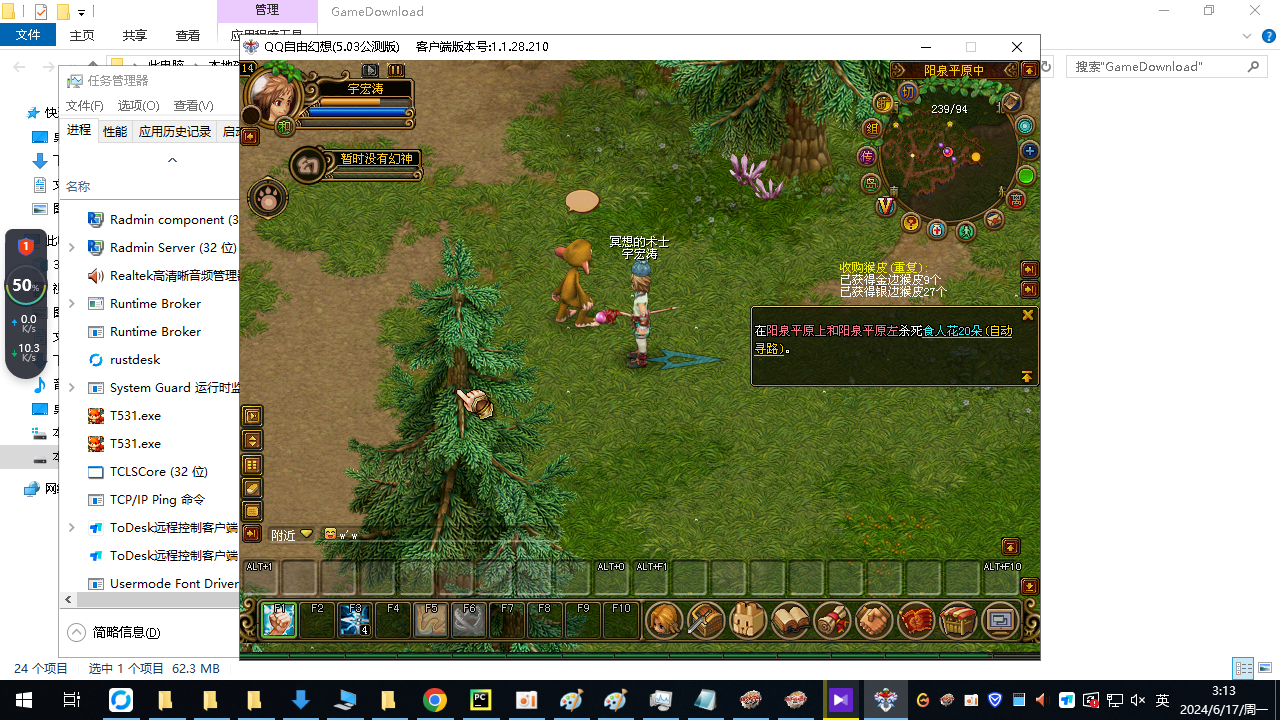 管理
GameDownload
文件
主页
共享
查看
应用程序工具
搜索"GameDownload"
任务管理器
文件(F)
选项(O)
查看(V)
进程
性能
应用历史记录
名称
Radmin component (3
Radmin Server (32 位)
Realtek高清晰音频管理
Runtime Broker
Runtime Broker
rustdesk
System Guard 运行时监
T531.exe
T531.exe
TCLSCore (32 位)
TCP/IP Ping 命令
ToDesk远程控制客户端
ToDesk远程控制客户端
Usermode Font Driver
简略信息(D)
1
50%
0.0
K/s
10.3
K/s
QQ自由幻想(5.03公测版) 客户端版本号:1.1.28.210
14
宇宏涛
和
暂时没有幻神
幻
阳泉平原中
239/94
切
组
传
离
北
南
东
V
冥想的术士
宇宏涛
收购猴皮(重复)
已获得金边猴皮9个
已获得银边猴皮27个
在阳泉平原上和阳泉平原左杀死食人花20朵(自动
寻路)。
附近
w'w
ALT+1
ALT+0
ALT+F1
ALT+F10
F1
F2
F3
F4
F5
F6
F7
F8
F9
F10
4
24 个项目
选中 1 个项目
62.3 MB
英
3:13
2024/6/17/周一